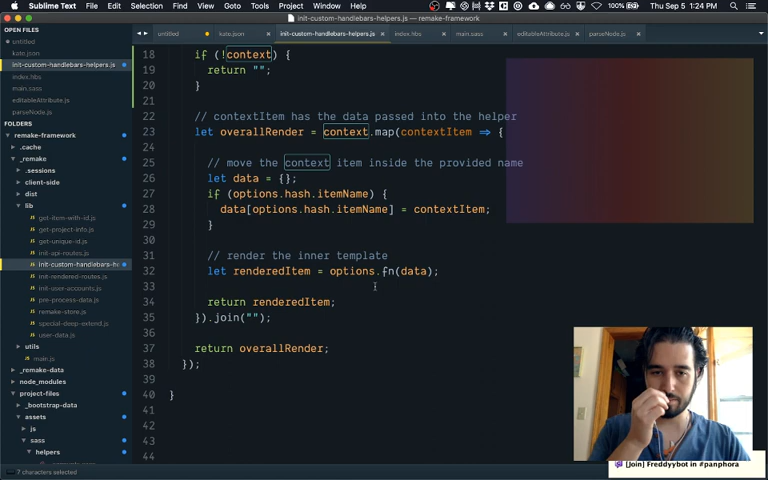 Sublime Text File Edit Selection Find View Goto Tools Project Window Help 100% Thu Sep 5 1:24 PM
init-custom-handlebars-helpers.js — remake-framework
OPEN FILES
untitled
kate.json
init-custom-handlebars-helpers.js
index.hbs
main.sass
editableAttribute.js
parseNode.js
FOLDERS
remake-framework
.cache
_remake
.sessions
client-side
dist
lib
get-item-with-id.js
get-project-info.js
get-unique-id.js
init-api-routes.js
init-custom-handlebars-h
init-rendered-routes.js
init-user-accounts.js
pre-process-data.js
remake-store.js
special-deep-extend.js
user-data.js
utils
main.js
_remake-data
node_modules
project-files
_bootstrap-data
assets
js
sass
helpers
untitled kate.json init-custom-handlebars-helpers.js index.hbs main.sass editableAttribute.js parseNode.js
18 if (!context) {
19 return "";
20 }
21
22 // contextItem has the data passed into the helper
23 let overallRender = context.map(contextItem => {
24
25 // move the context item inside the provided name
26 let data = {};
27 if (options.hash.itemName) {
28 data[options.hash.itemName] = contextItem;
29 }
30
31 // render the inner template
32 let renderedItem = options.fn(data);
33
34 return renderedItem;
35 }).join("");
36
37 return overallRender;
38 });
39
40 }
41
42
43
44
7 characters selected
[Join] Freddyybot in #panphora